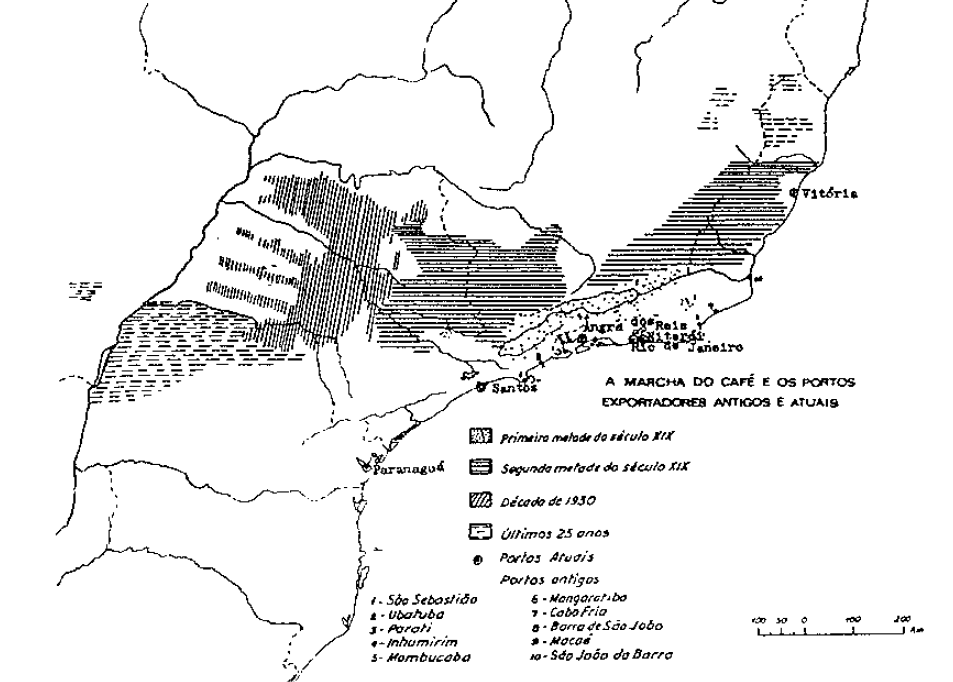 Vitória
Angra dos Reis
Niterói
Rio de Janeiro
Santos
Paranaguá
A MARCHA DO CAFÉ E OS PORTOS
EXPORTADORES ANTIGOS E ATUAIS
Primeira metade do século XIX
Segunda metade do século XIX
Década de 1930
Últimos 25 anos
Portos Atuais
Portos antigos
1 - São Sebastião
2 - Ubatuba
3 - Parati
4 - Inhumirim
5 - Mambucaba
6 - Mangaratiba
7 - Cabo Frio
8 - Barra de São João
9 - Macaé
10 - São João da Barra
100 50 0 100 200 Km